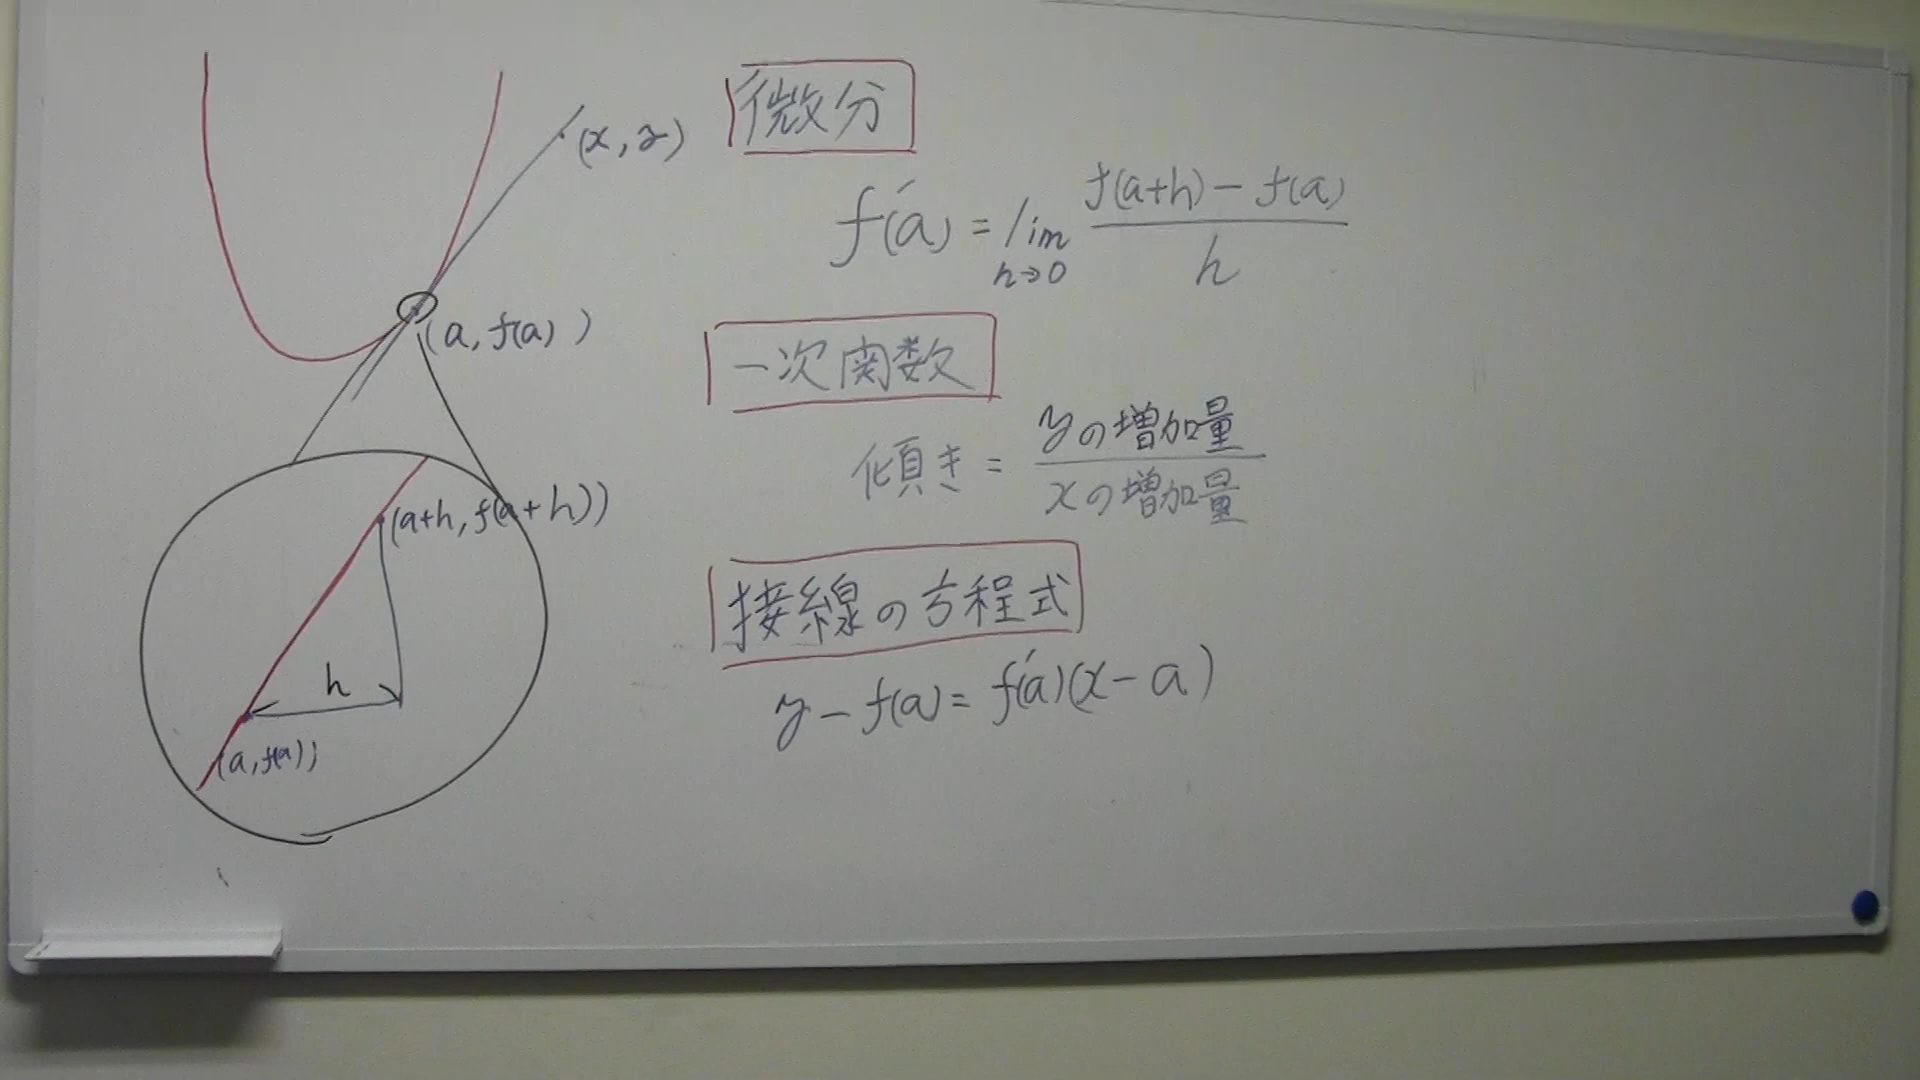 (x, y)
(a, f(a))
(a+h, f(a+h))
h
(a, f(a))
微分
f'(a) = lim h→0 f(a+h) - f(a) / h
一次関数
傾き = yの増加量 / xの増加量
接線の方程式
y - f(a) = f'(a)(x - a)